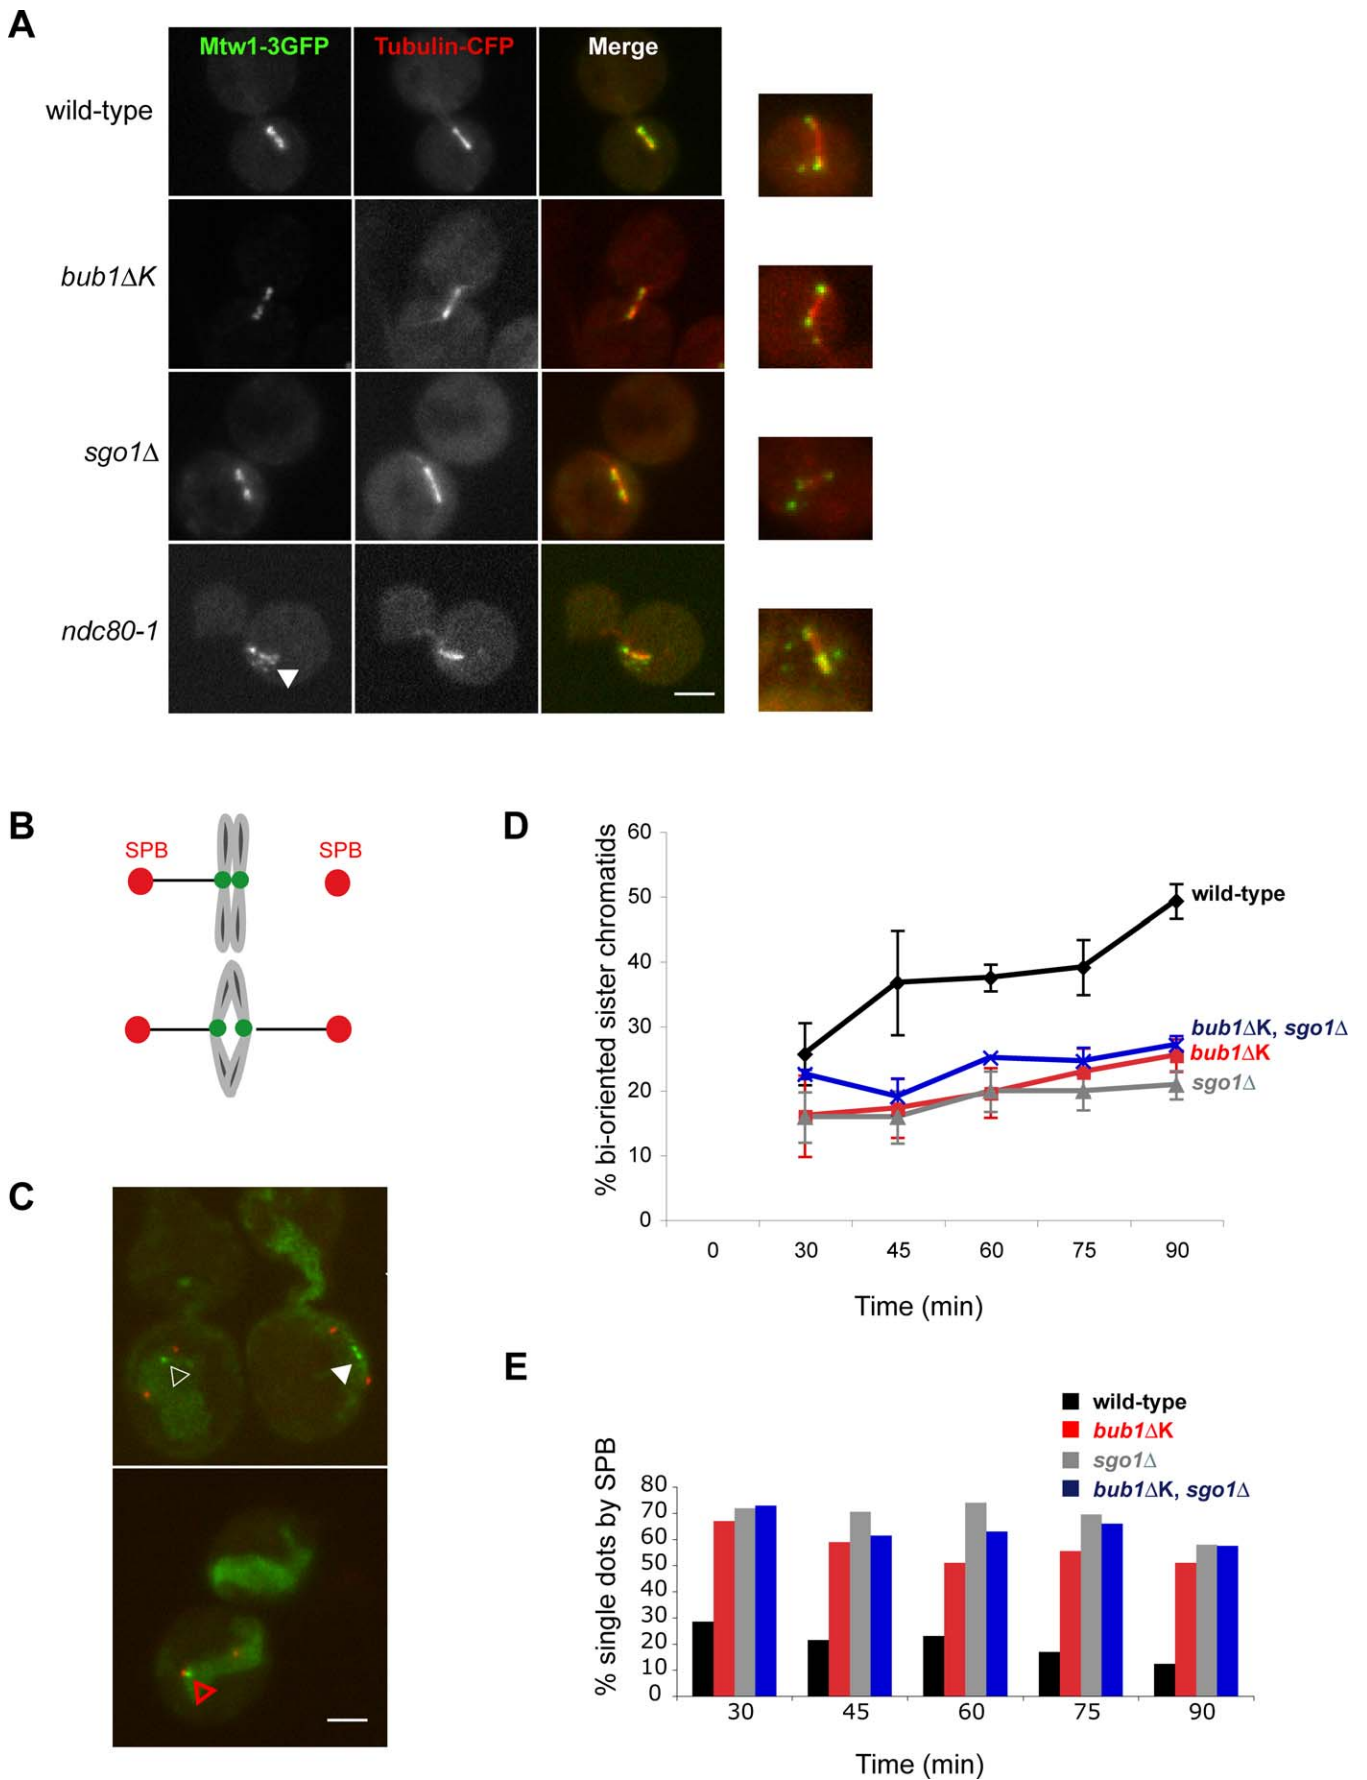 A
Mtw1-3GFP Tubulin-CFP Merge
wild-type
bub1ΔK
sgo1Δ
ndc80-1
B
SPB SPB
C
D
% bi-oriented sister chromatids
60
50
40
30
20
10
0
wild-type
bub1ΔK, sgo1Δ
bub1ΔK
sgo1Δ
0 30 45 60 75 90
Time (min)
E
wild-type
bub1ΔK
sgo1Δ
bub1ΔK, sgo1Δ
% single dots by SPB
80
70
60
50
40
30
20
10
0
30 45 60 75 90
Time (min)